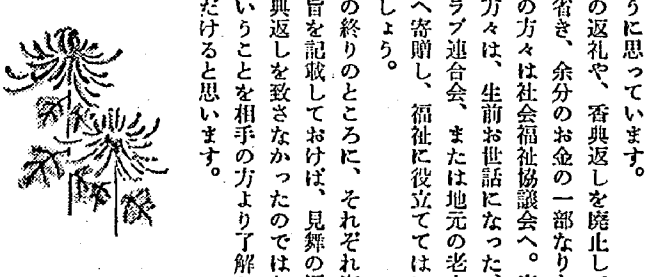 うに思っています。
の返礼や、香典返しを廃止し
省き、余分のお金の一部なり
の方々は社会福祉協議会へ。
方々は、生前お世話になった、
ラブ連合会、または地元の老
へ寄贈し、福祉に役立てては
しょう。
の終りのところに、それぞれ
旨を記載しておけば、見舞の
典返しを致さなかったのでは
いうことを相手の方より了解
だけると思います。